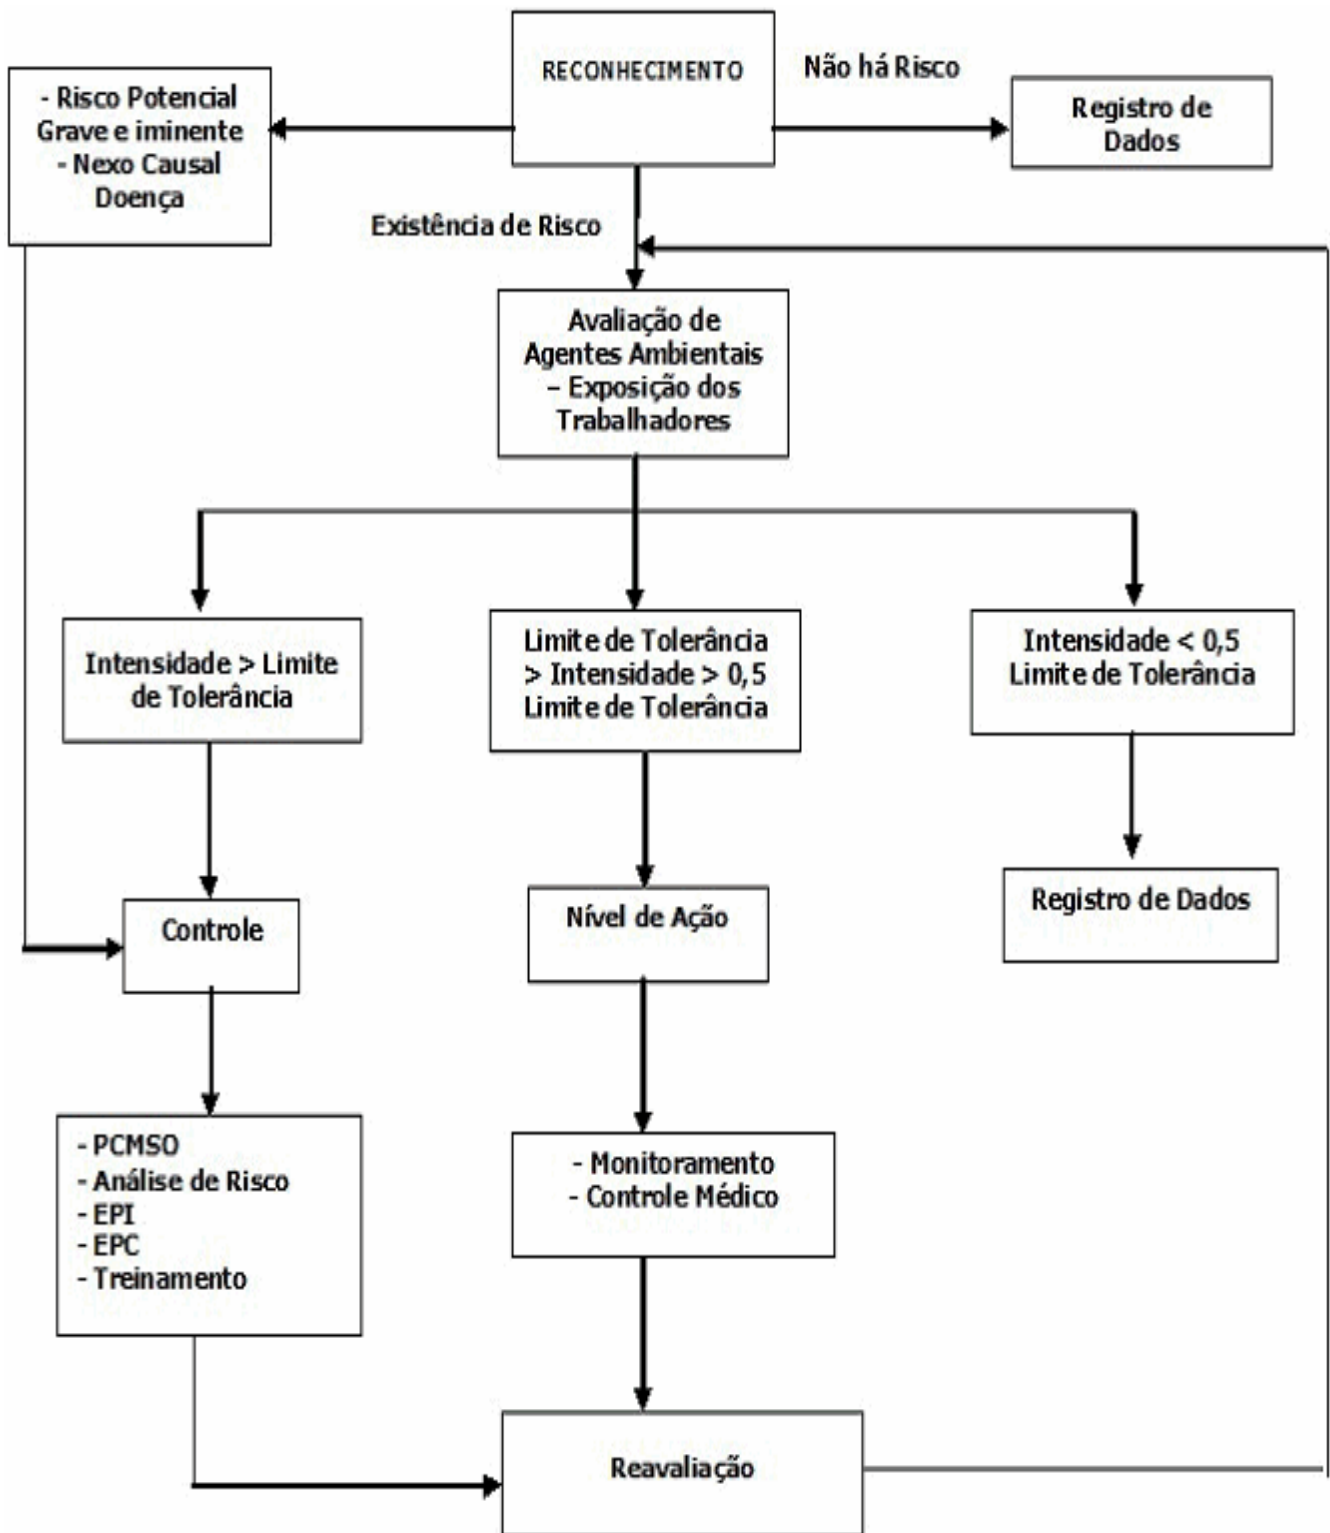 RECONHECIMENTO
Não há Risco
- Risco Potencial
Grave e iminente
- Nexo Causal
Doença
Registro de
Dados
Existência de Risco
Avaliação de
Agentes Ambientais
– Exposição dos
Trabalhadores
Intensidade > Limite
de Tolerância
Limite de Tolerância
> Intensidade > 0,5
Limite de Tolerância
Intensidade < 0,5
Limite de Tolerância
Controle
Nível de Ação
Registro de Dados
- PCMSO
- Análise de Risco
- EPI
- EPC
- Treinamento
- Monitoramento
- Controle Médico
Reavaliação